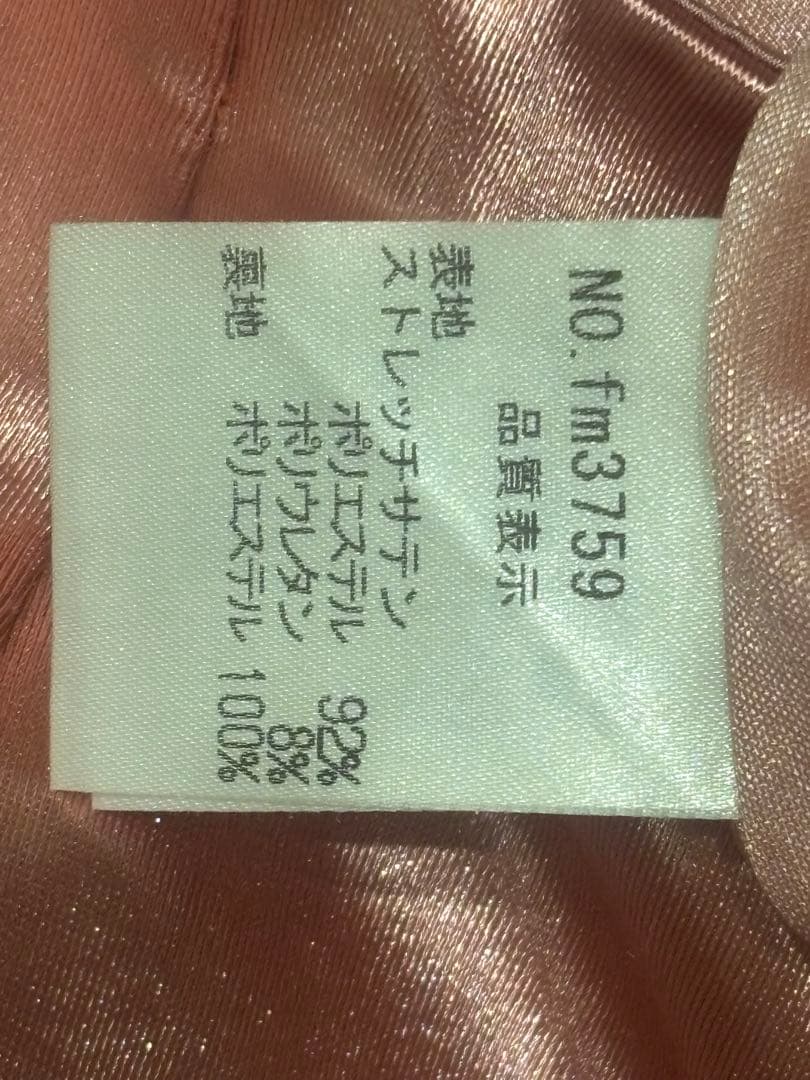 NO.fm3759
品質表示
表地
ストレッチサテン
ポリエステル 92%
ポリウレタン 8%
裏地 ポリエステル 100%